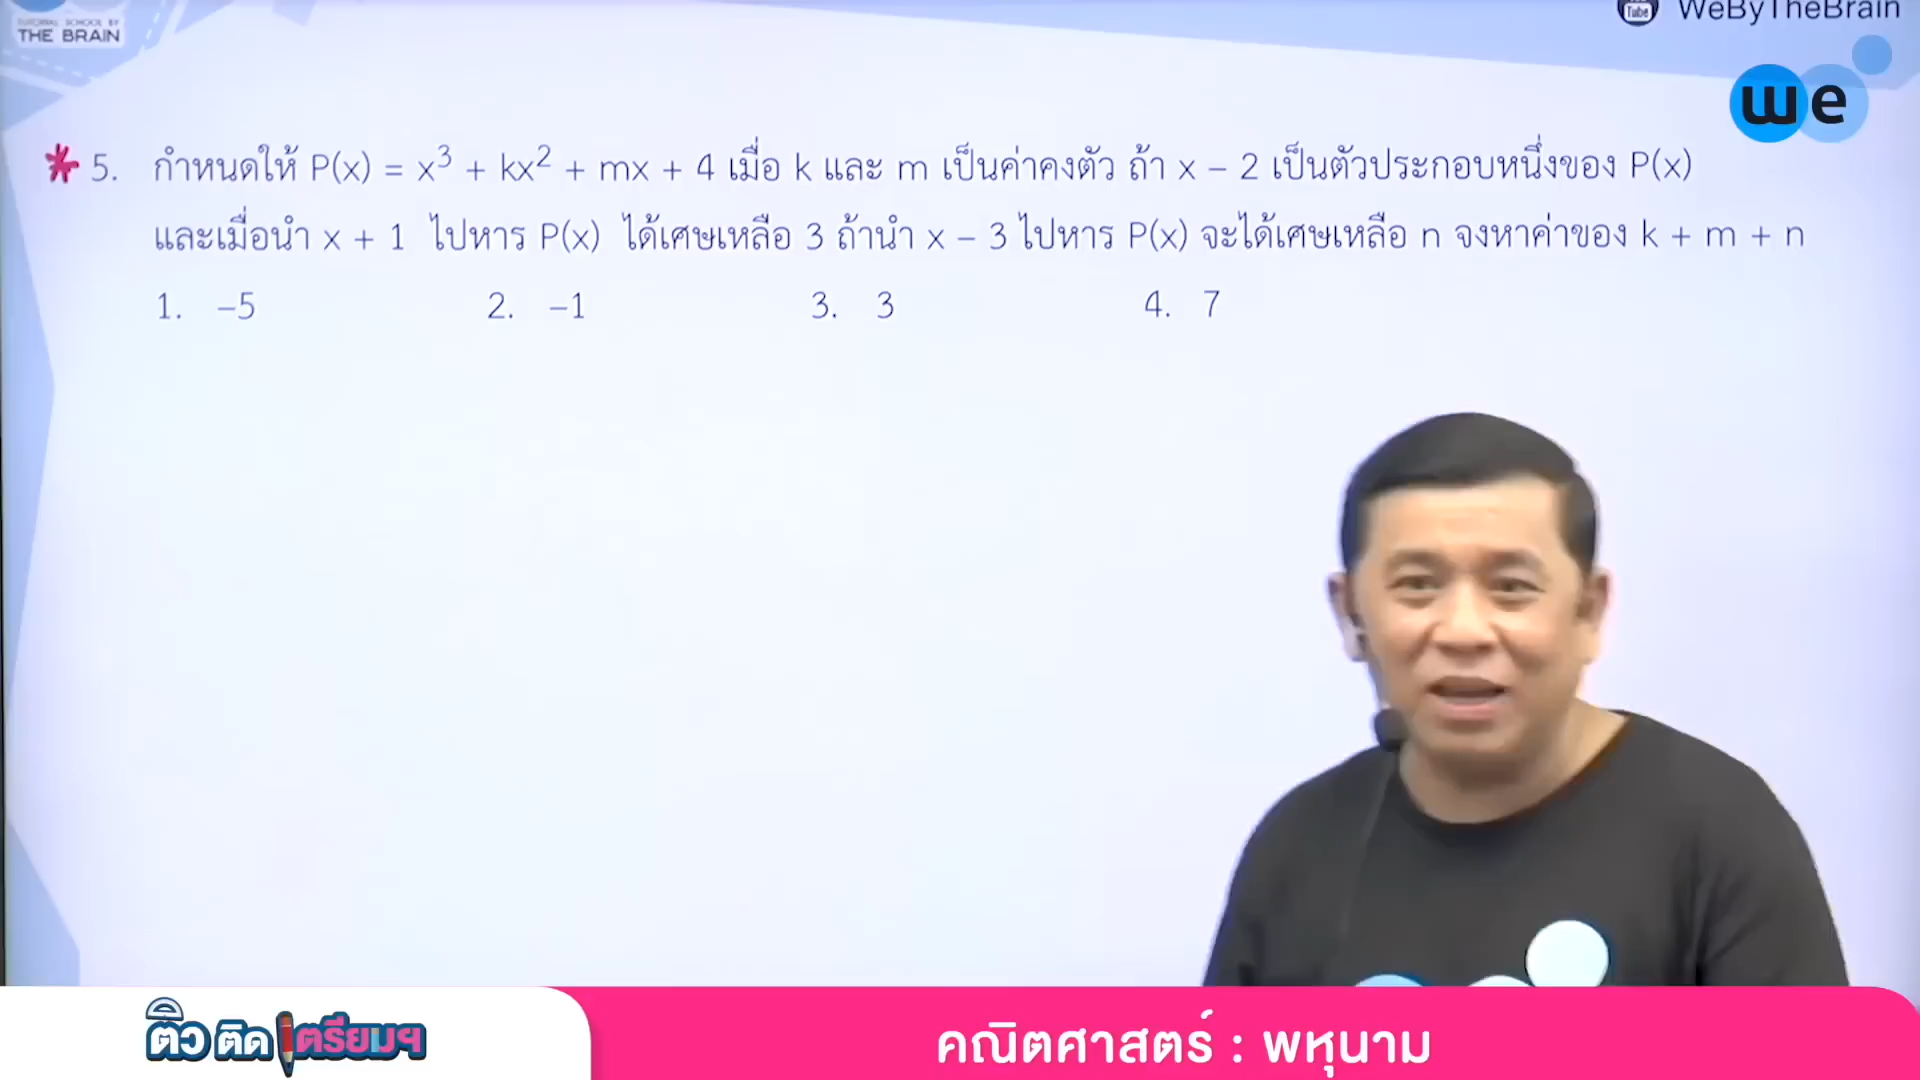 TUTORIAL SCHOOL BY
THE BRAIN
Tube WeByTheBrain
we
* 5. กำหนดให้ P(x) = x³ + kx² + mx + 4 เมื่อ k และ m เป็นค่าคงตัว ถ้า x – 2 เป็นตัวประกอบหนึ่งของ P(x)
และเมื่อนำ x + 1 ไปหาร P(x) ได้เศษเหลือ 3 ถ้านำ x – 3 ไปหาร P(x) จะได้เศษเหลือ n จงหาค่าของ k + m + n
1. –5 2. –1 3. 3 4. 7
ติว ติด เตรียมฯ
คณิตศาสตร์ : พหุนาม